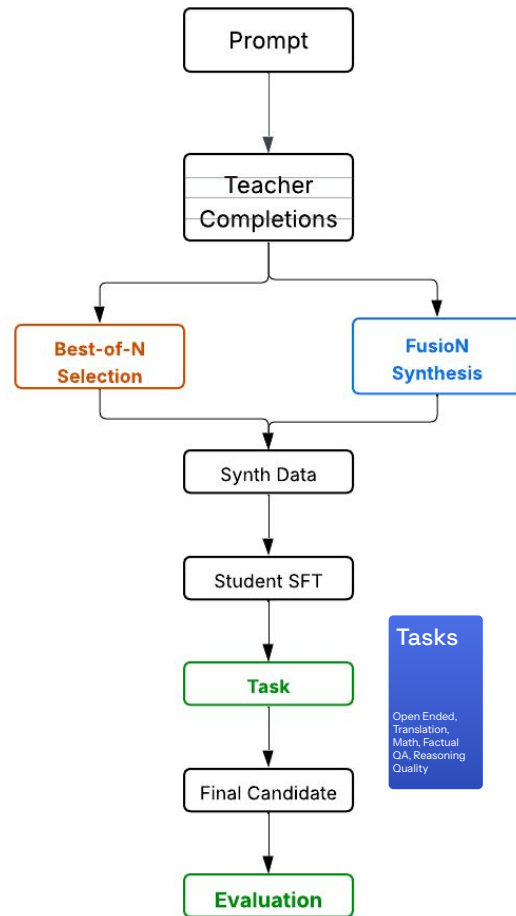 Prompt
Teacher
Completions
Best-of-N
Selection
FusioN
Synthesis
Synth Data
Student SFT
Task
Tasks
Open Ended,
Translation,
Math, Factual
QA, Reasoning
Quality
Final Candidate
Evaluation